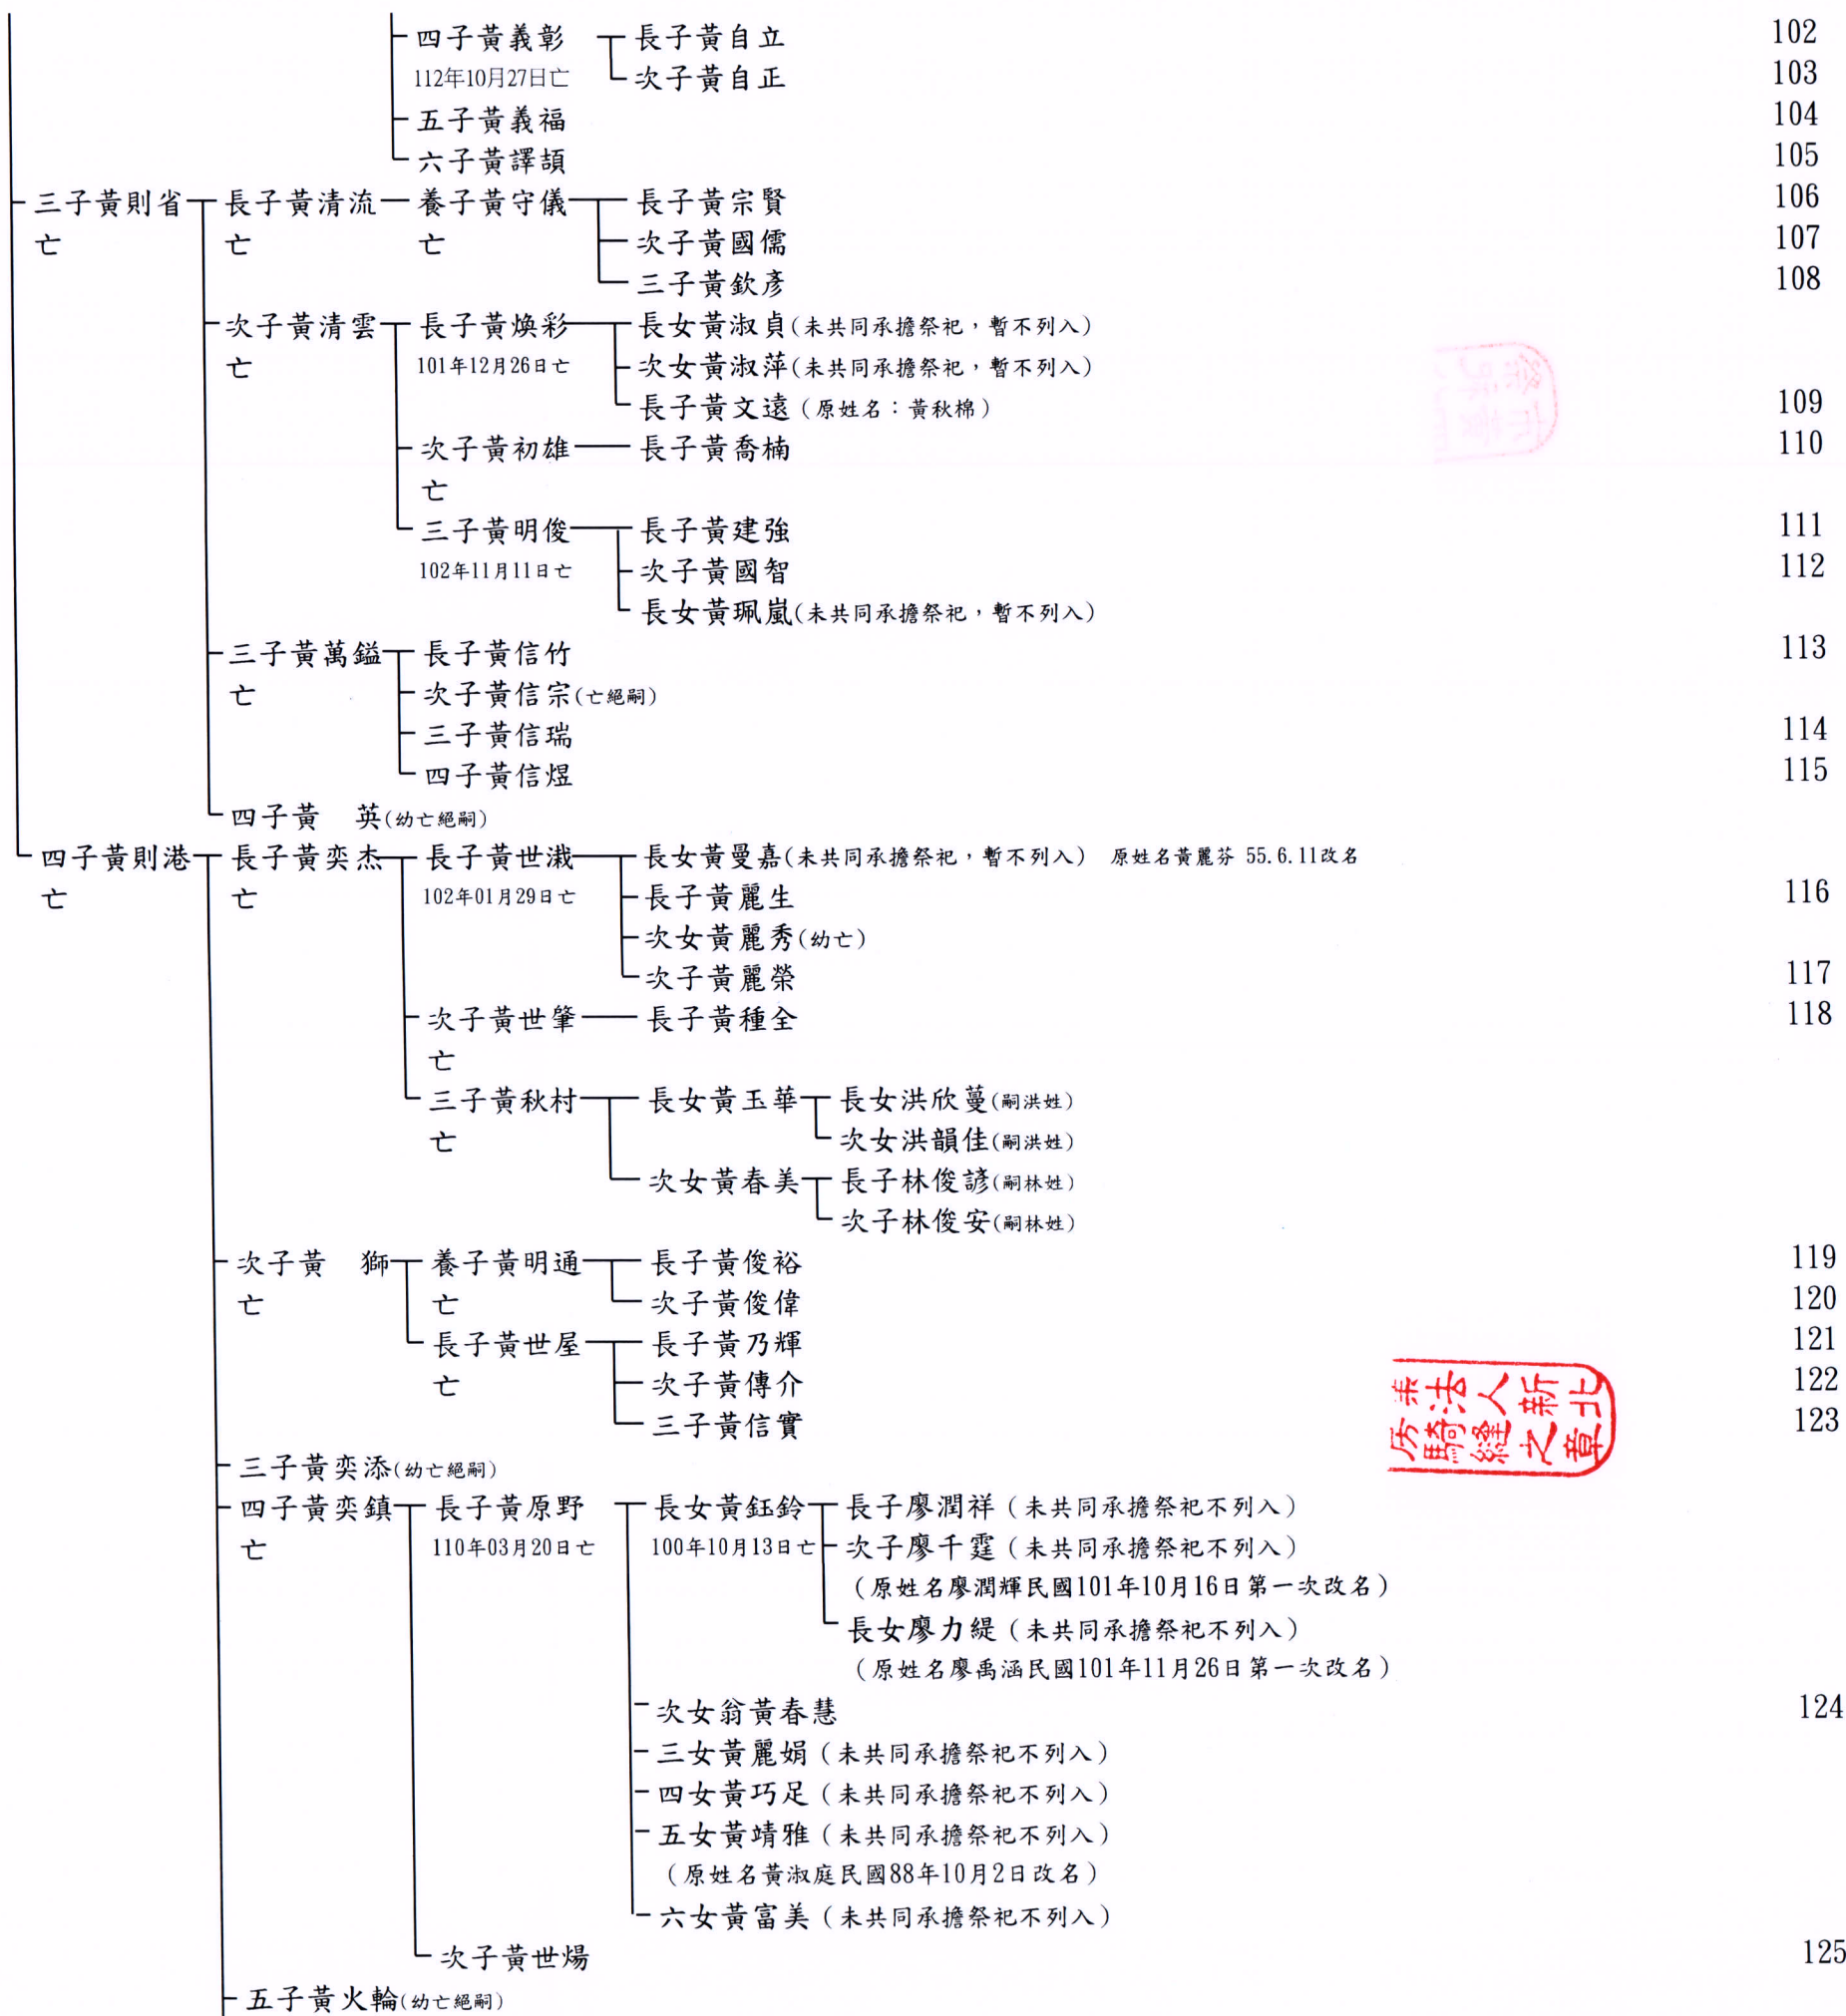 四子黃義彰 長子黃自立 102
112年10月27日亡 次子黃自正 103
五子黃義福 104
六子黃譯頡 105
三子黃則省 長子黃清流 養子黃守儀 長子黃宗賢 106
亡 亡 亡 次子黃國儒 107
三子黃欽彥 108
次子黃清雲 長子黃煥彩 長女黃淑貞(未共同承擔祭祀，暫不列入)
亡 101年12月26日亡 次女黃淑萍(未共同承擔祭祀，暫不列入)
長子黃文遠(原姓名：黃秋棉) 109
次子黃初雄 長子黃喬楠 110
亡
三子黃明俊 長子黃建強 111
102年11月11日亡 次子黃國智 112
長女黃珮嵐(未共同承擔祭祀，暫不列入)
三子黃萬鎰 長子黃信竹 113
亡 次子黃信宗(亡絕嗣)
三子黃信瑞 114
四子黃信煜 115
四子黃　英(幼亡絕嗣)
四子黃則港 長子黃奕杰 長子黃世溨 長女黃曼嘉(未共同承擔祭祀，暫不列入) 原姓名黃麗芬 55.6.11改名
亡 亡 102年01月29日亡 長子黃麗生 116
次女黃麗秀(幼亡)
次子黃麗榮 117
次子黃世肇 長子黃種全 118
亡
三子黃秋村 長女黃玉華 長女洪欣蔓(嗣洪姓)
亡 次女洪韻佳(嗣洪姓)
次女黃春美 長子林俊諺(嗣林姓)
次子林俊安(嗣林姓)
次子黃　獅 養子黃明通 長子黃俊裕 119
亡 亡 次子黃俊偉 120
長子黃世屋 長子黃乃輝 121
亡 次子黃傳介 122
三子黃信實 123
北新人法
章之縫騎
三子黃奕添(幼亡絕嗣)
四子黃奕鎮 長子黃原野 長女黃鈺鈴 長子廖潤祥(未共同承擔祭祀不列入)
亡 110年03月20日亡 100年10月13日亡 次子廖千霆(未共同承擔祭祀不列入)
(原姓名廖潤輝民國101年10月16日第一次改名)
長女廖力緹(未共同承擔祭祀不列入)
(原姓名廖禹涵民國101年11月26日第一次改名)
次女翁黃春慧 124
三女黃麗娟(未共同承擔祭祀不列入)
四女黃巧足(未共同承擔祭祀不列入)
五女黃靖雅(未共同承擔祭祀不列入)
(原姓名黃淑庭民國88年10月2日改名)
六女黃富美(未共同承擔祭祀不列入)
次子黃世煬 125
五子黃火輪(幼亡絕嗣)